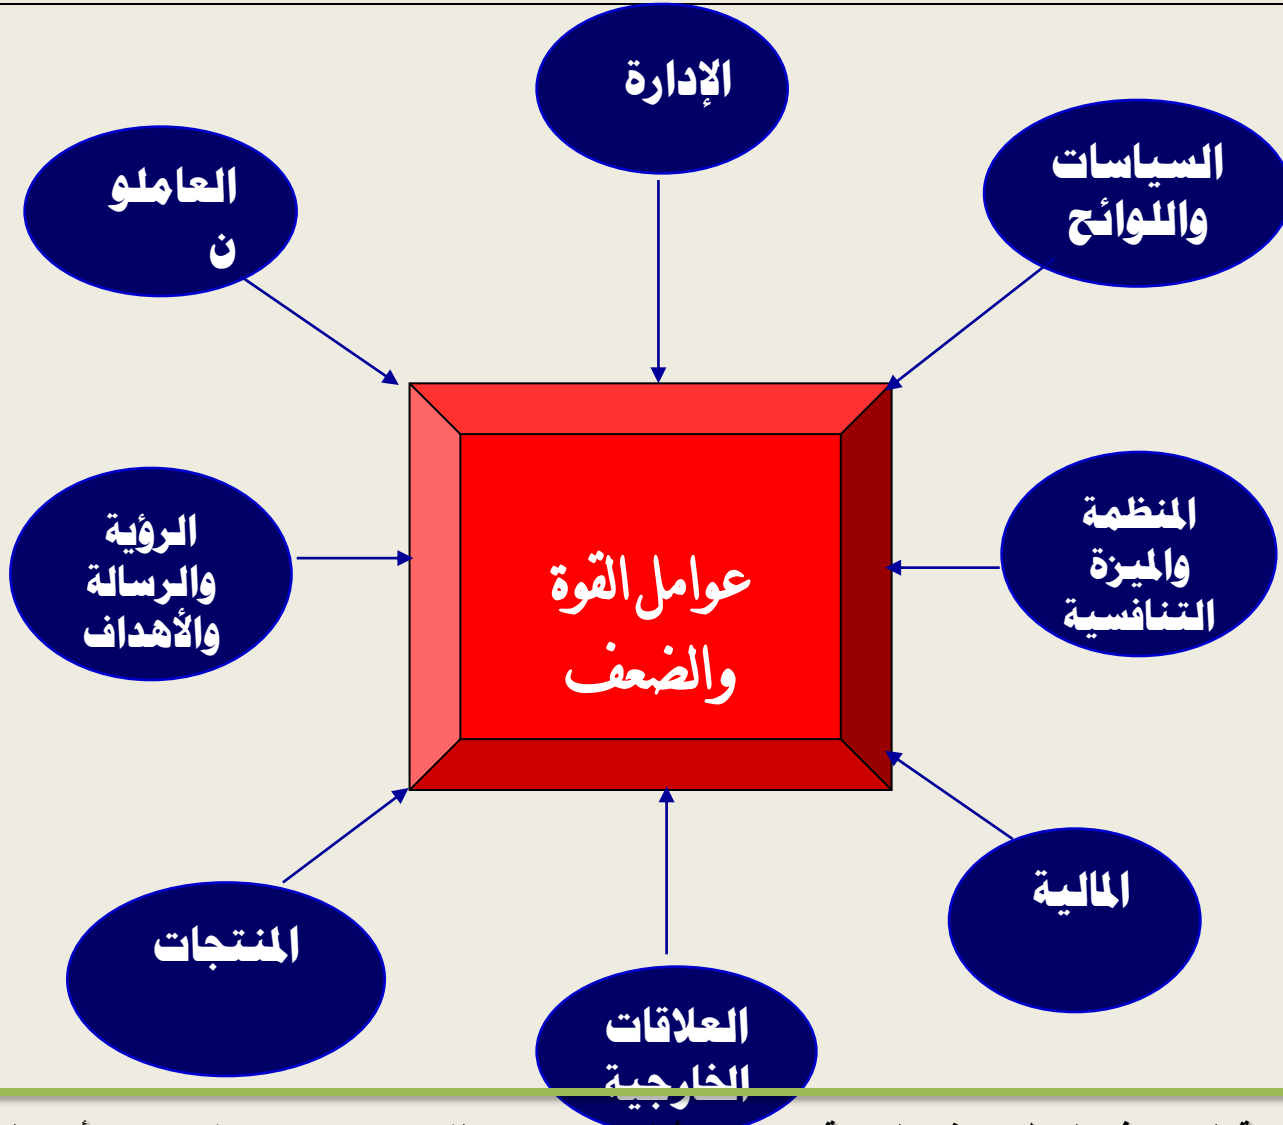 الإدارة
السياسات
واللوائح
العاملو
ن
المنظمة
والميزة
التنافسية
الرؤية
والرسالة
والأهداف
عوامل القوة
والضعف
المالية
المنتجات
العلاقات
الخارجية